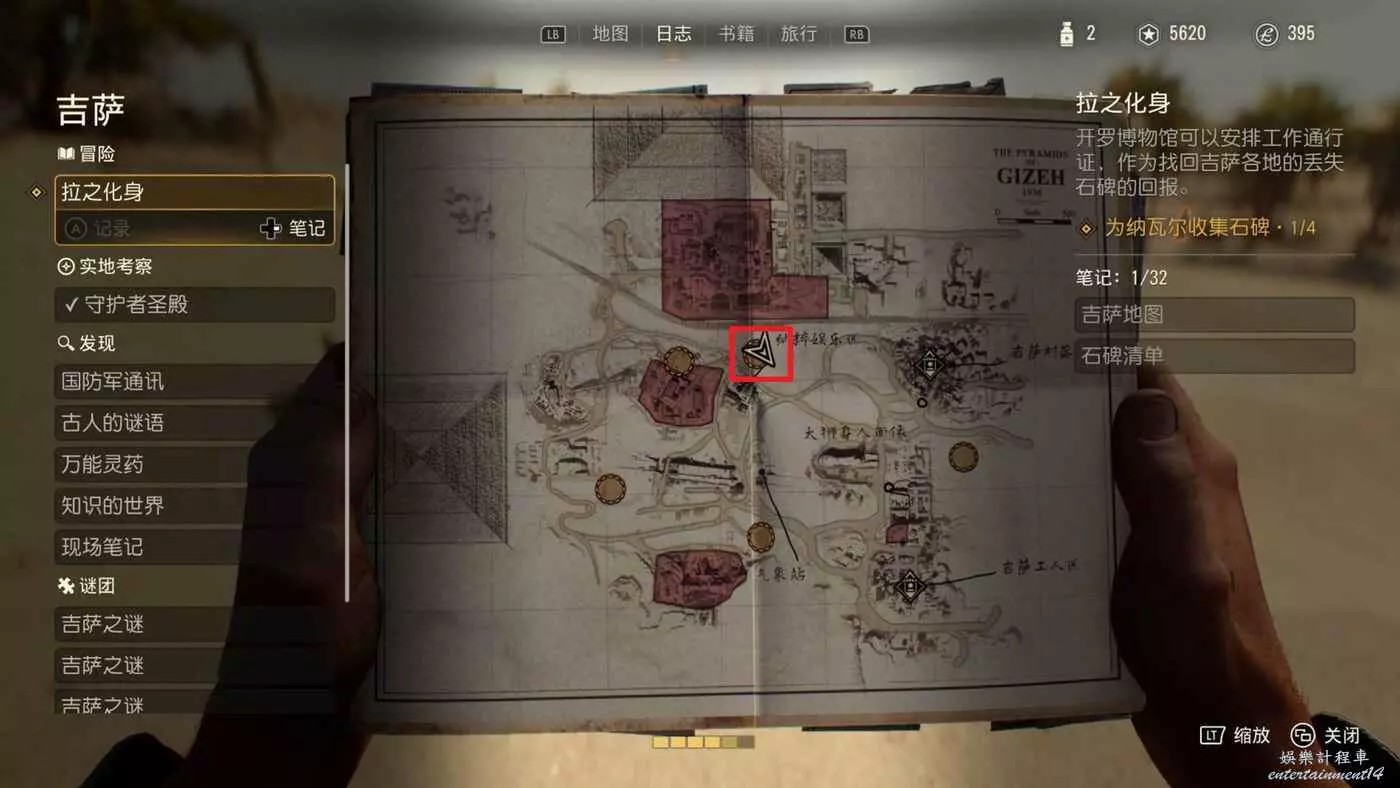 LB 地图 日志 书籍 旅行 RB
2 5620 395
吉萨
冒险
拉之化身
A 记录 笔记
实地考察
守护者圣殿
发现
国防军通讯
古人的谜语
万能灵药
知识的世界
现场笔记
谜团
吉萨之谜
吉萨之谜
吉萨之谜
THE PYRAMIDS
OF
GIZEH
1938
吉萨村落
大狮身人面像
气象站
吉萨工人区
拉之化身
开罗博物馆可以安排工作通行
证，作为找回吉萨各地的丢失
石碑的回报。
为纳瓦尔收集石碑·1/4
笔记：1/32
吉萨地图
石碑清单
LT 缩放 关闭
娛樂計程車
entertainment14